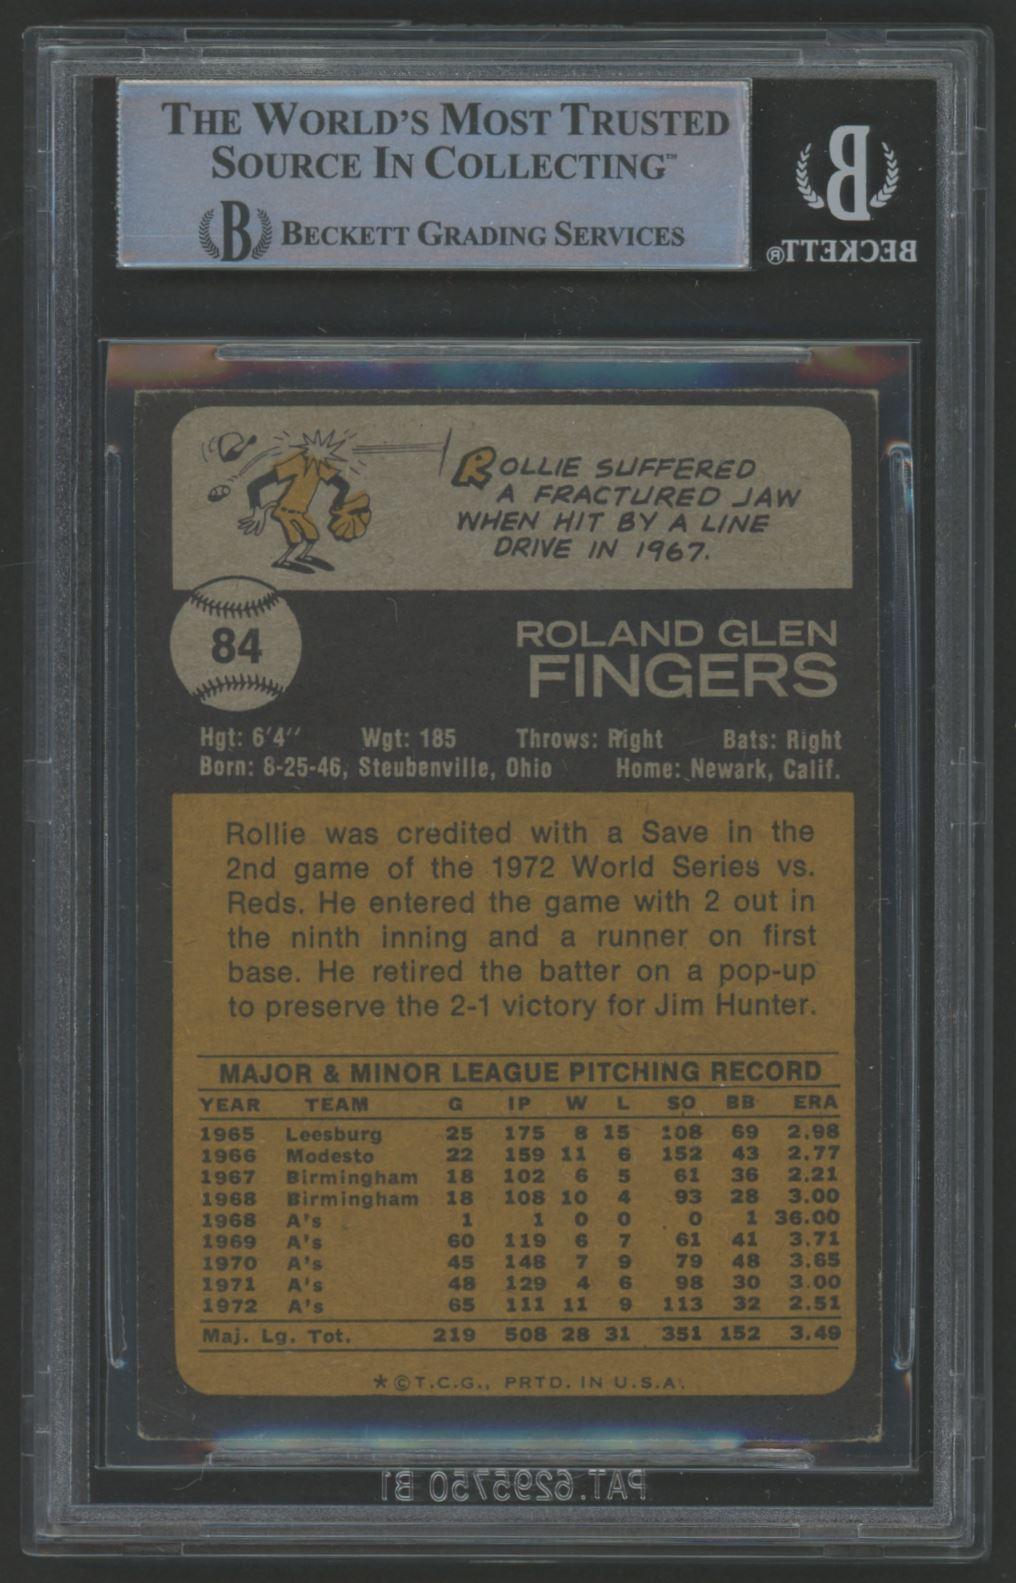 THE WORLD'S MOST TRUSTED
SOURCE IN COLLECTING™
B BECKETT GRADING SERVICES
B
BECKETT®
ROLLIE SUFFERED
A FRACTURED JAW
WHEN HIT BY A LINE
DRIVE IN 1967.
84
ROLAND GLEN
FINGERS
Hgt: 6'4" Wgt: 185 Throws: Right Bats: Right
Born: 8-25-46, Steubenville, Ohio Home: Newark, Calif.
Rollie was credited with a Save in the
2nd game of the 1972 World Series vs.
Reds. He entered the game with 2 out in
the ninth inning and a runner on first
base. He retired the batter on a pop-up
to preserve the 2-1 victory for Jim Hunter.
MAJOR & MINOR LEAGUE PITCHING RECORD
YEAR TEAM G IP W L SO BB ERA
1965 Leesburg 25 175 8 15 108 69 2.98
1966 Modesto 22 159 11 6 152 43 2.77
1967 Birmingham 18 102 6 5 61 36 2.21
1968 Birmingham 18 108 10 4 93 28 3.00
1968 A's 1 1 0 0 0 1 36.00
1969 A's 60 119 6 7 61 41 3.71
1970 A's 45 148 7 9 79 48 3.65
1971 A's 48 129 4 6 98 30 3.00
1972 A's 65 111 11 9 113 32 2.51
Maj. Lg. Tot. 219 508 28 31 351 152 3.49
*©T.C.G., PRTD. IN U.S.A.
PAT.6295750 B1